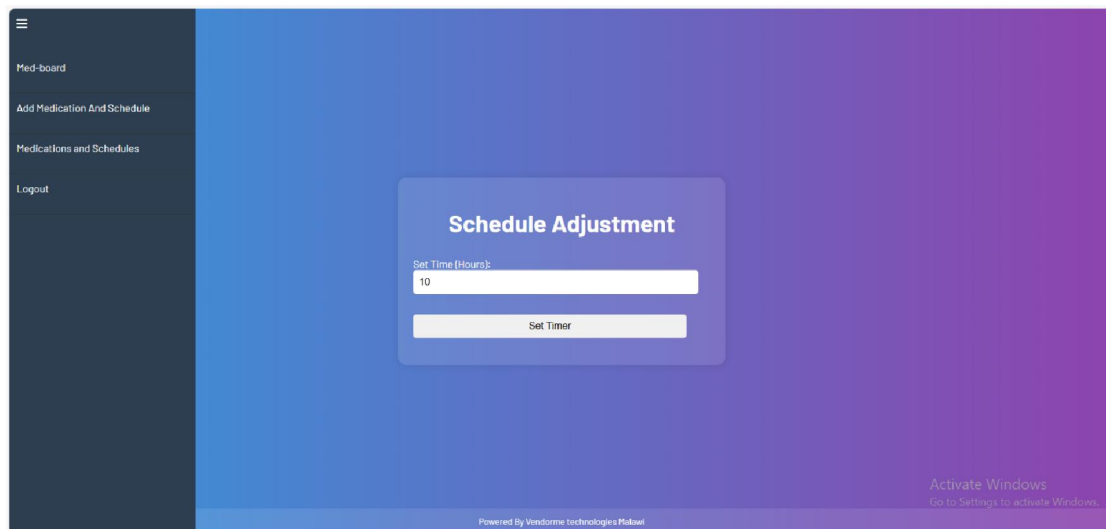 Med-board
Add Medication And Schedule
Medications and Schedules
Logout
Schedule Adjustment
Set Time (Hours):
10
Set Timer
Activate Windows
Go to Settings to activate Windows.
Powered By Vendorme technologies Malawi